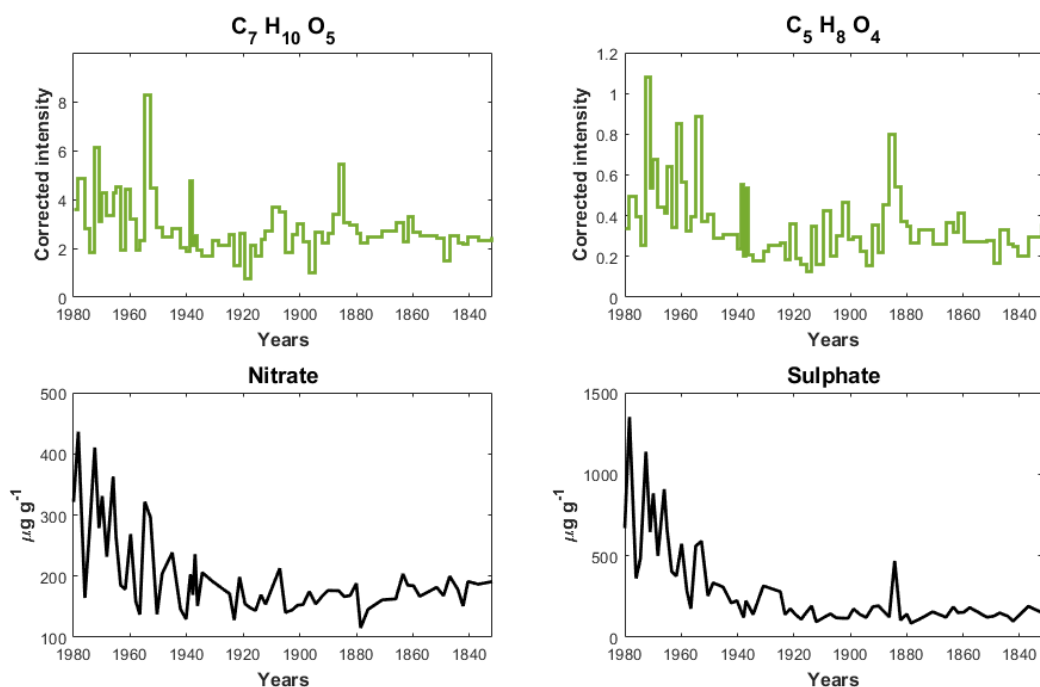 C7 H10 O5
Corrected intensity
8
6
4
2
0
1980 1960 1940 1920 1900 1880 1860 1840
Years
C5 H8 O4
Corrected intensity
1.2
1
0.8
0.6
0.4
0.2
0
1980 1960 1940 1920 1900 1880 1860 1840
Years
Nitrate
μg g-1
500
400
300
200
100
1980 1960 1940 1920 1900 1880 1860 1840
Years
Sulphate
μg g-1
1500
1000
500
0
1980 1960 1940 1920 1900 1880 1860 1840
Years